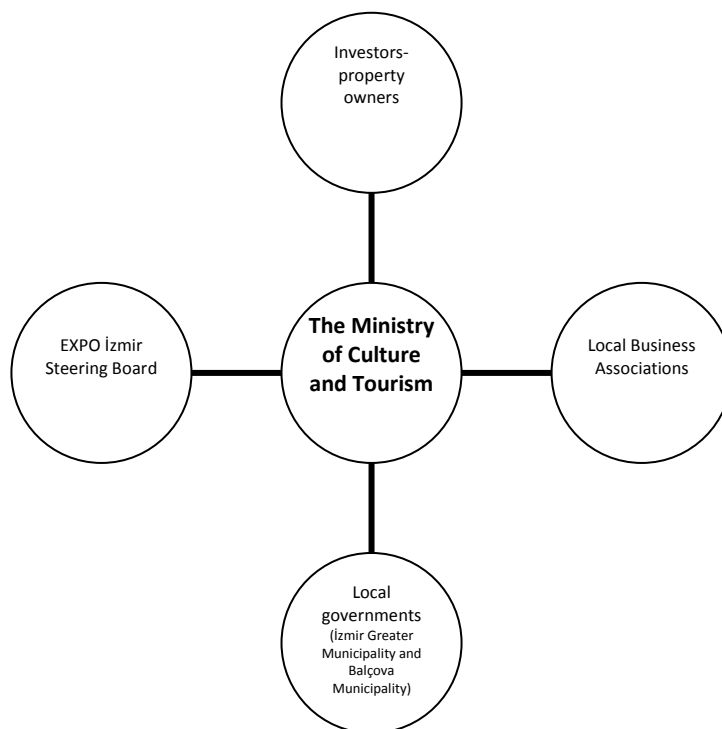 Investors-
property
owners
EXPO İzmir
Steering Board
The Ministry
of Culture
and Tourism
Local Business
Associations
Local
governments
(İzmir Greater
Municipality and
Balçova
Municipality)